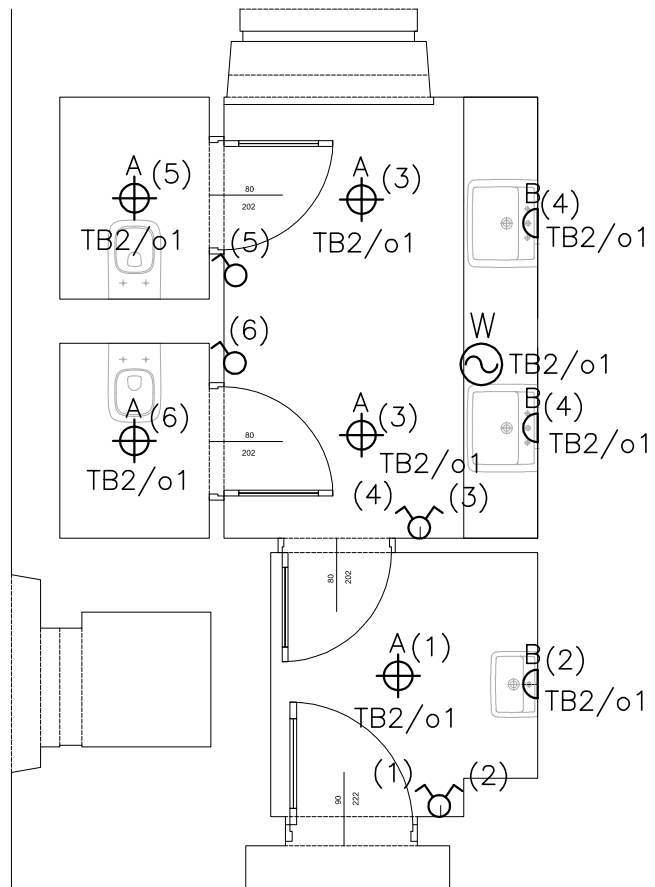 A (5)
TB2/o1
80
202
(5)
A (3)
TB2/o1
B (4)
TB2/o1
(6)
W
TB2/o1
A (6)
TB2/o1
80
202
A (3)
TB2/o1
B (4)
TB2/o1
(4) (3)
80
202
A (1)
TB2/o1
B (2)
TB2/o1
(1) (2)
90
222